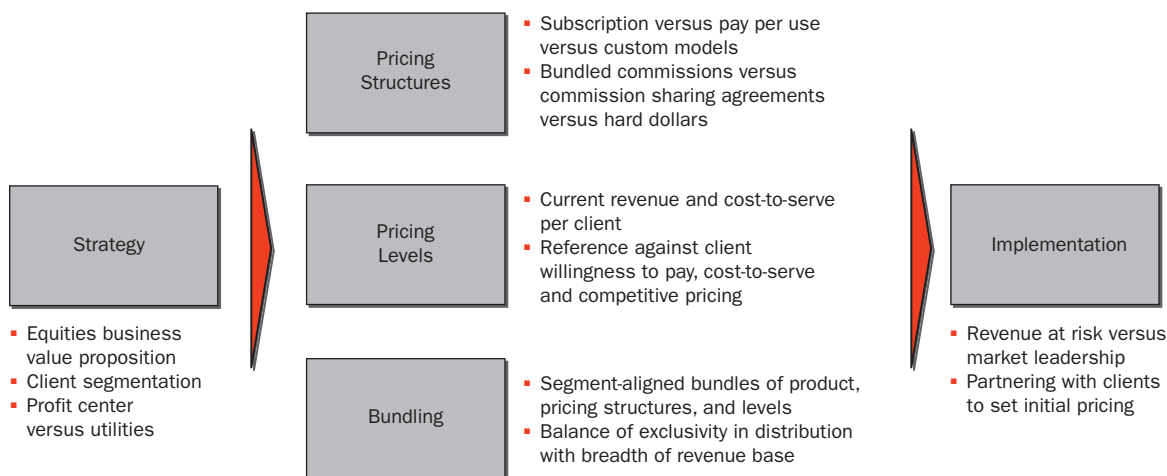 Strategy
▪ Equities business
value proposition
▪ Client segmentation
▪ Profit center
versus utilities
Pricing
Structures
▪ Subscription versus pay per use
versus custom models
▪ Bundled commissions versus
commission sharing agreements
versus hard dollars
Pricing
Levels
▪ Current revenue and cost-to-serve
per client
▪ Reference against client
willingness to pay, cost-to-serve
and competitive pricing
Bundling
▪ Segment-aligned bundles of product,
pricing structures, and levels
▪ Balance of exclusivity in distribution
with breadth of revenue base
Implementation
▪ Revenue at risk versus
market leadership
▪ Partnering with clients
to set initial pricing